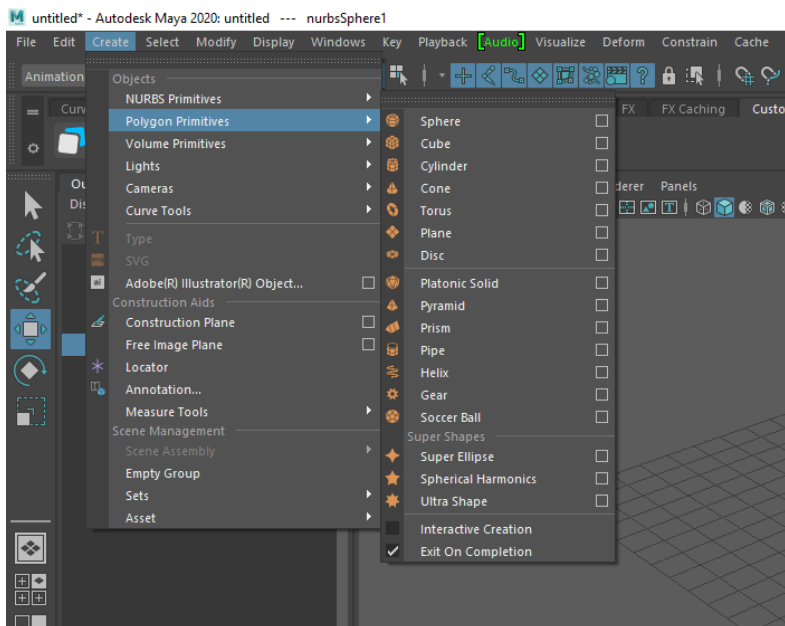 untitled* - Autodesk Maya 2020: untitled --- nurbsSphere1
File Edit Create Select Modify Display Windows Key Playback [Audio] Visualize Deform Constrain Cache
Animation
Objects
NURBS Primitives
Polygon Primitives
Volume Primitives
Lights
Cameras
Curve Tools
Type
SVG
Adobe(R) Illustrator(R) Object...
Construction Aids
Construction Plane
Free Image Plane
Locator
Annotation...
Measure Tools
Scene Management
Scene Assembly
Empty Group
Sets
Asset
Sphere
Cube
Cylinder
Cone
Torus
Plane
Disc
Platonic Solid
Pyramid
Prism
Pipe
Helix
Gear
Soccer Ball
Super Shapes
Super Ellipse
Spherical Harmonics
Ultra Shape
Interactive Creation
Exit On Completion
Curv FX FX Caching Custo
Ou
Dis
derer Panels